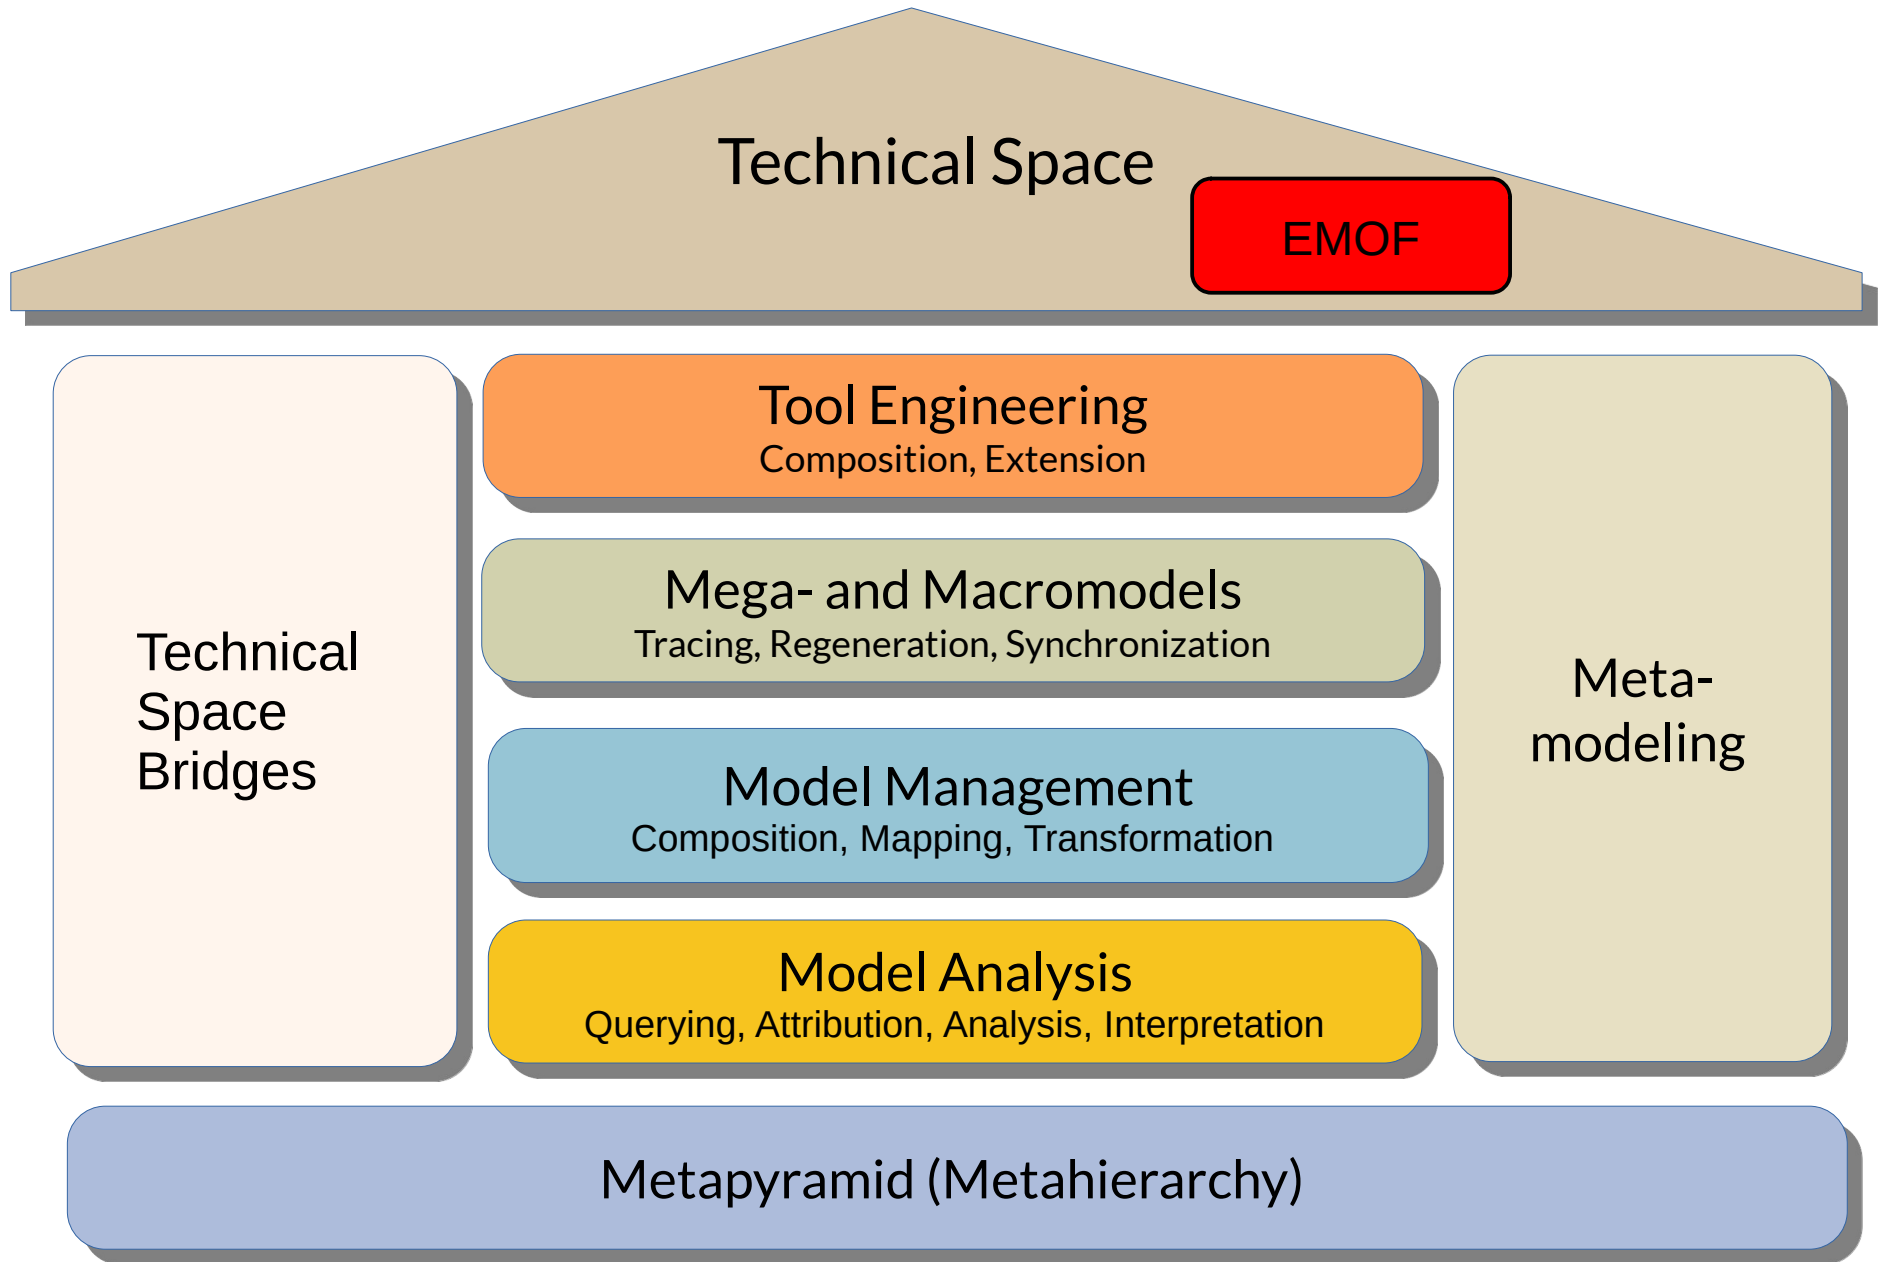 Technical Space
EMOF
Technical
Space
Bridges
Tool Engineering
Composition, Extension
Mega- and Macromodels
Tracing, Regeneration, Synchronization
Model Management
Composition, Mapping, Transformation
Model Analysis
Querying, Attribution, Analysis, Interpretation
Meta-
modeling
Metapyramid (Metahierarchy)